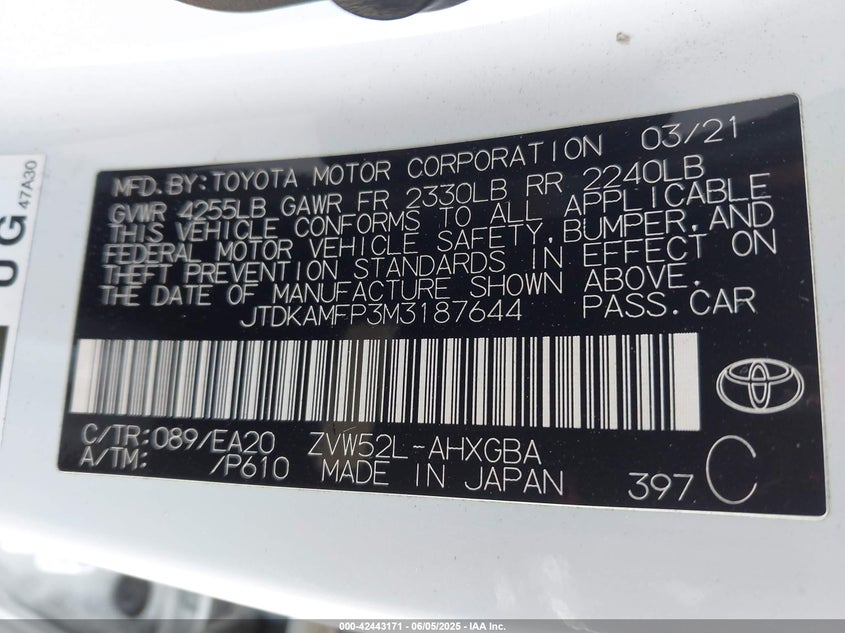 MFD. BY: TOYOTA MOTOR CORPORATION 03/21
GVWR 4255LB GAWR FR 2330LB RR 2240LB
THIS VEHICLE CONFORMS TO ALL APPLICABLE
FEDERAL MOTOR VEHICLE SAFETY, BUMPER, AND
THEFT PREVENTION STANDARDS IN EFFECT ON
THE DATE OF MANUFACTURE SHOWN ABOVE.
JTDKAMFP3M3187644 PASS. CAR
C/TR: 089/EA20 ZVW52L-AHXGBA
A/TM: /P610 MADE IN JAPAN 397 C
UG
47A30
000-42443171 - 06/05/2025 - IAA Inc.